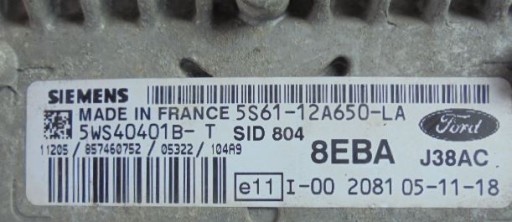 SIEMENS
MADE IN FRANCE 5S61-12A650-LA
5WS40401B- T SID 804
Ford
11205 / 857460752 / 05322 / 104A9
8EBA J38AC
e11 I-00 2081 05-11-18